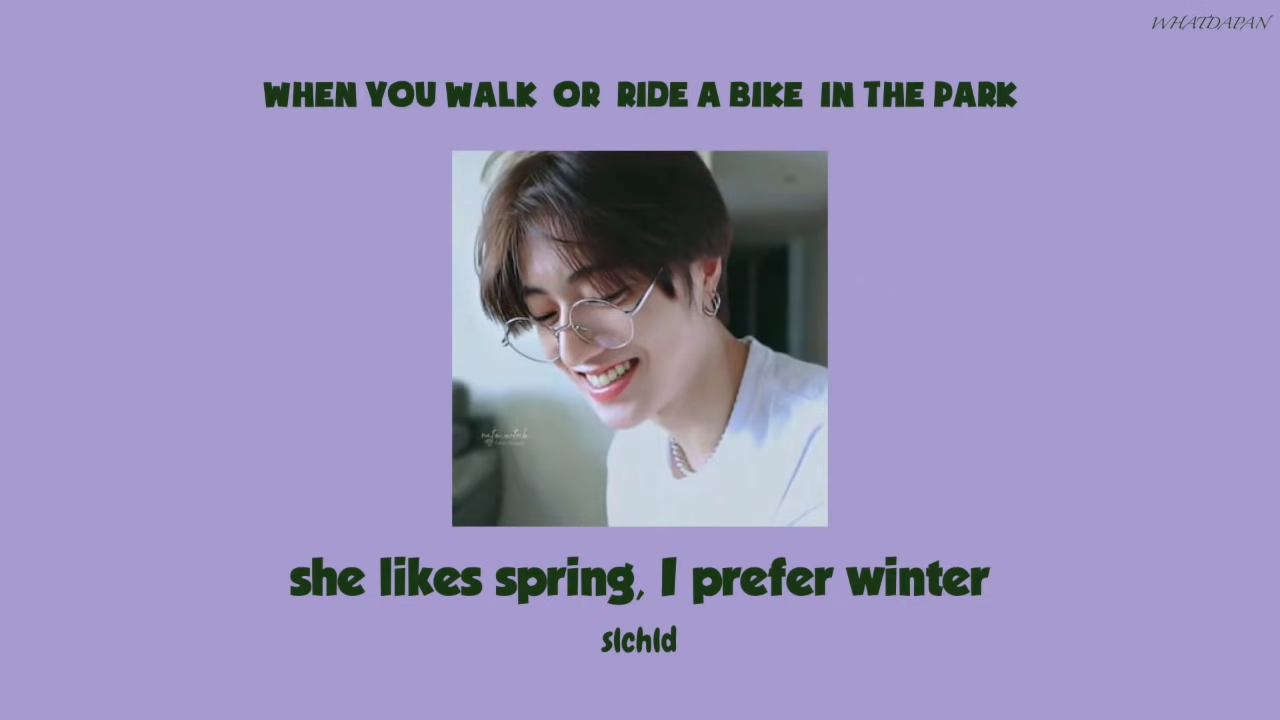 WHATDAPAN
WHEN YOU WALK OR RIDE A BIKE IN THE PARK
she likes spring, I prefer winter
slchld